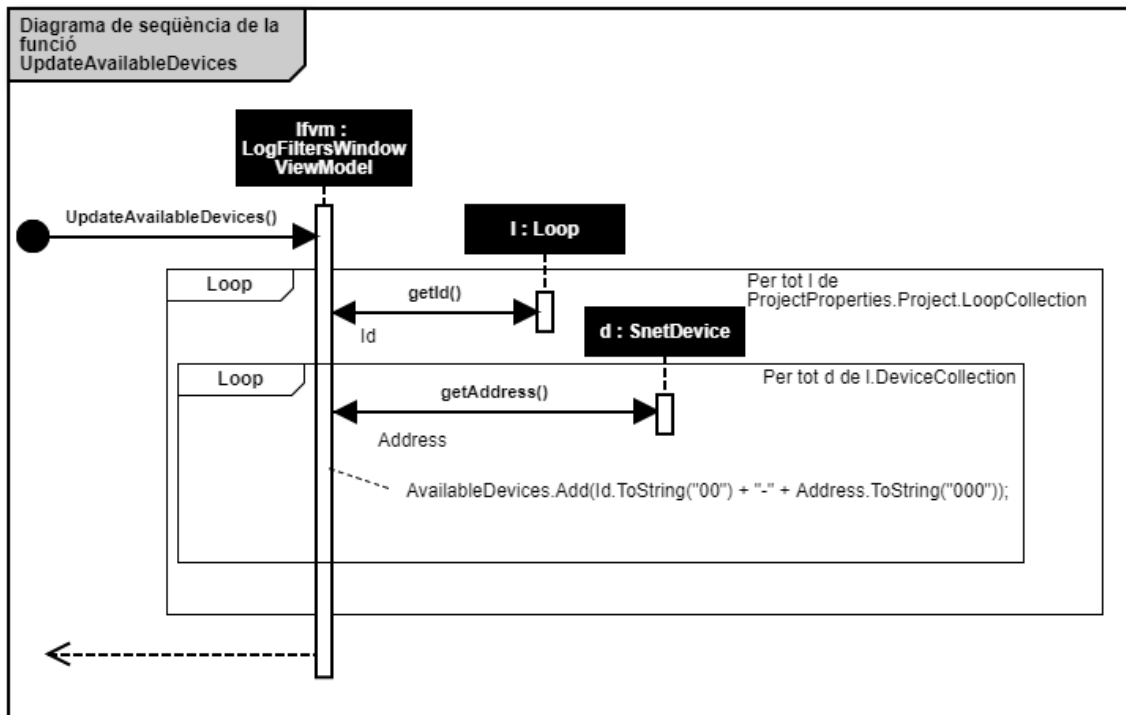 Diagrama de seqüència de la
funció
UpdateAvailableDevices
lfvm :
LogFiltersWindow
ViewModel
UpdateAvailableDevices()
l : Loop
Loop
Per tot l de
ProjectProperties.Project.LoopCollection
getId()
Id
d : SnetDevice
Loop
Per tot d de l.DeviceCollection
getAddress()
Address
AvailableDevices.Add(Id.ToString("00") + "-" + Address.ToString("000"));